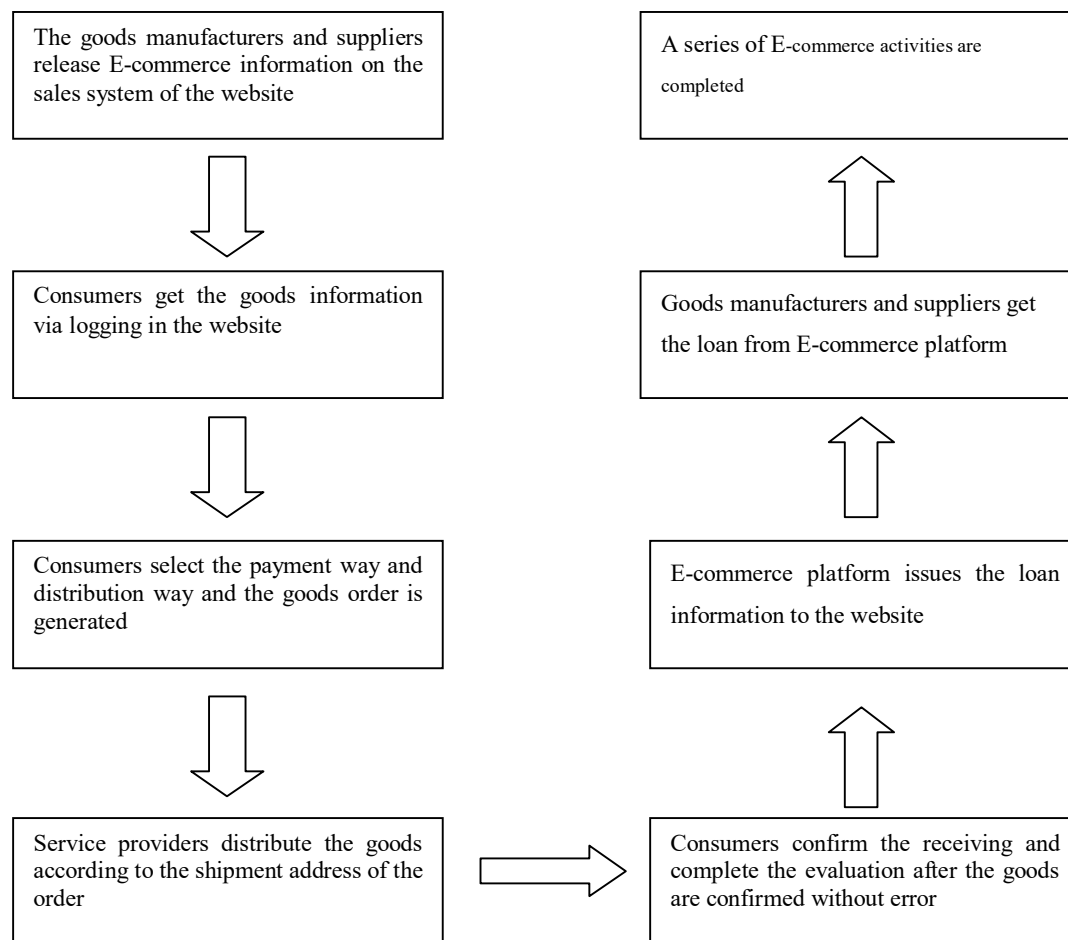 The goods manufacturers and suppliers
release E-commerce information on the
sales system of the website
Consumers get the goods information
via logging in the website
Consumers select the payment way and
distribution way and the goods order is
generated
Service providers distribute the goods
according to the shipment address of the
order
Consumers confirm the receiving and
complete the evaluation after the goods
are confirmed without error
E-commerce platform issues the loan
information to the website
Goods manufacturers and suppliers get
the loan from E-commerce platform
A series of E-commerce activities are
completed